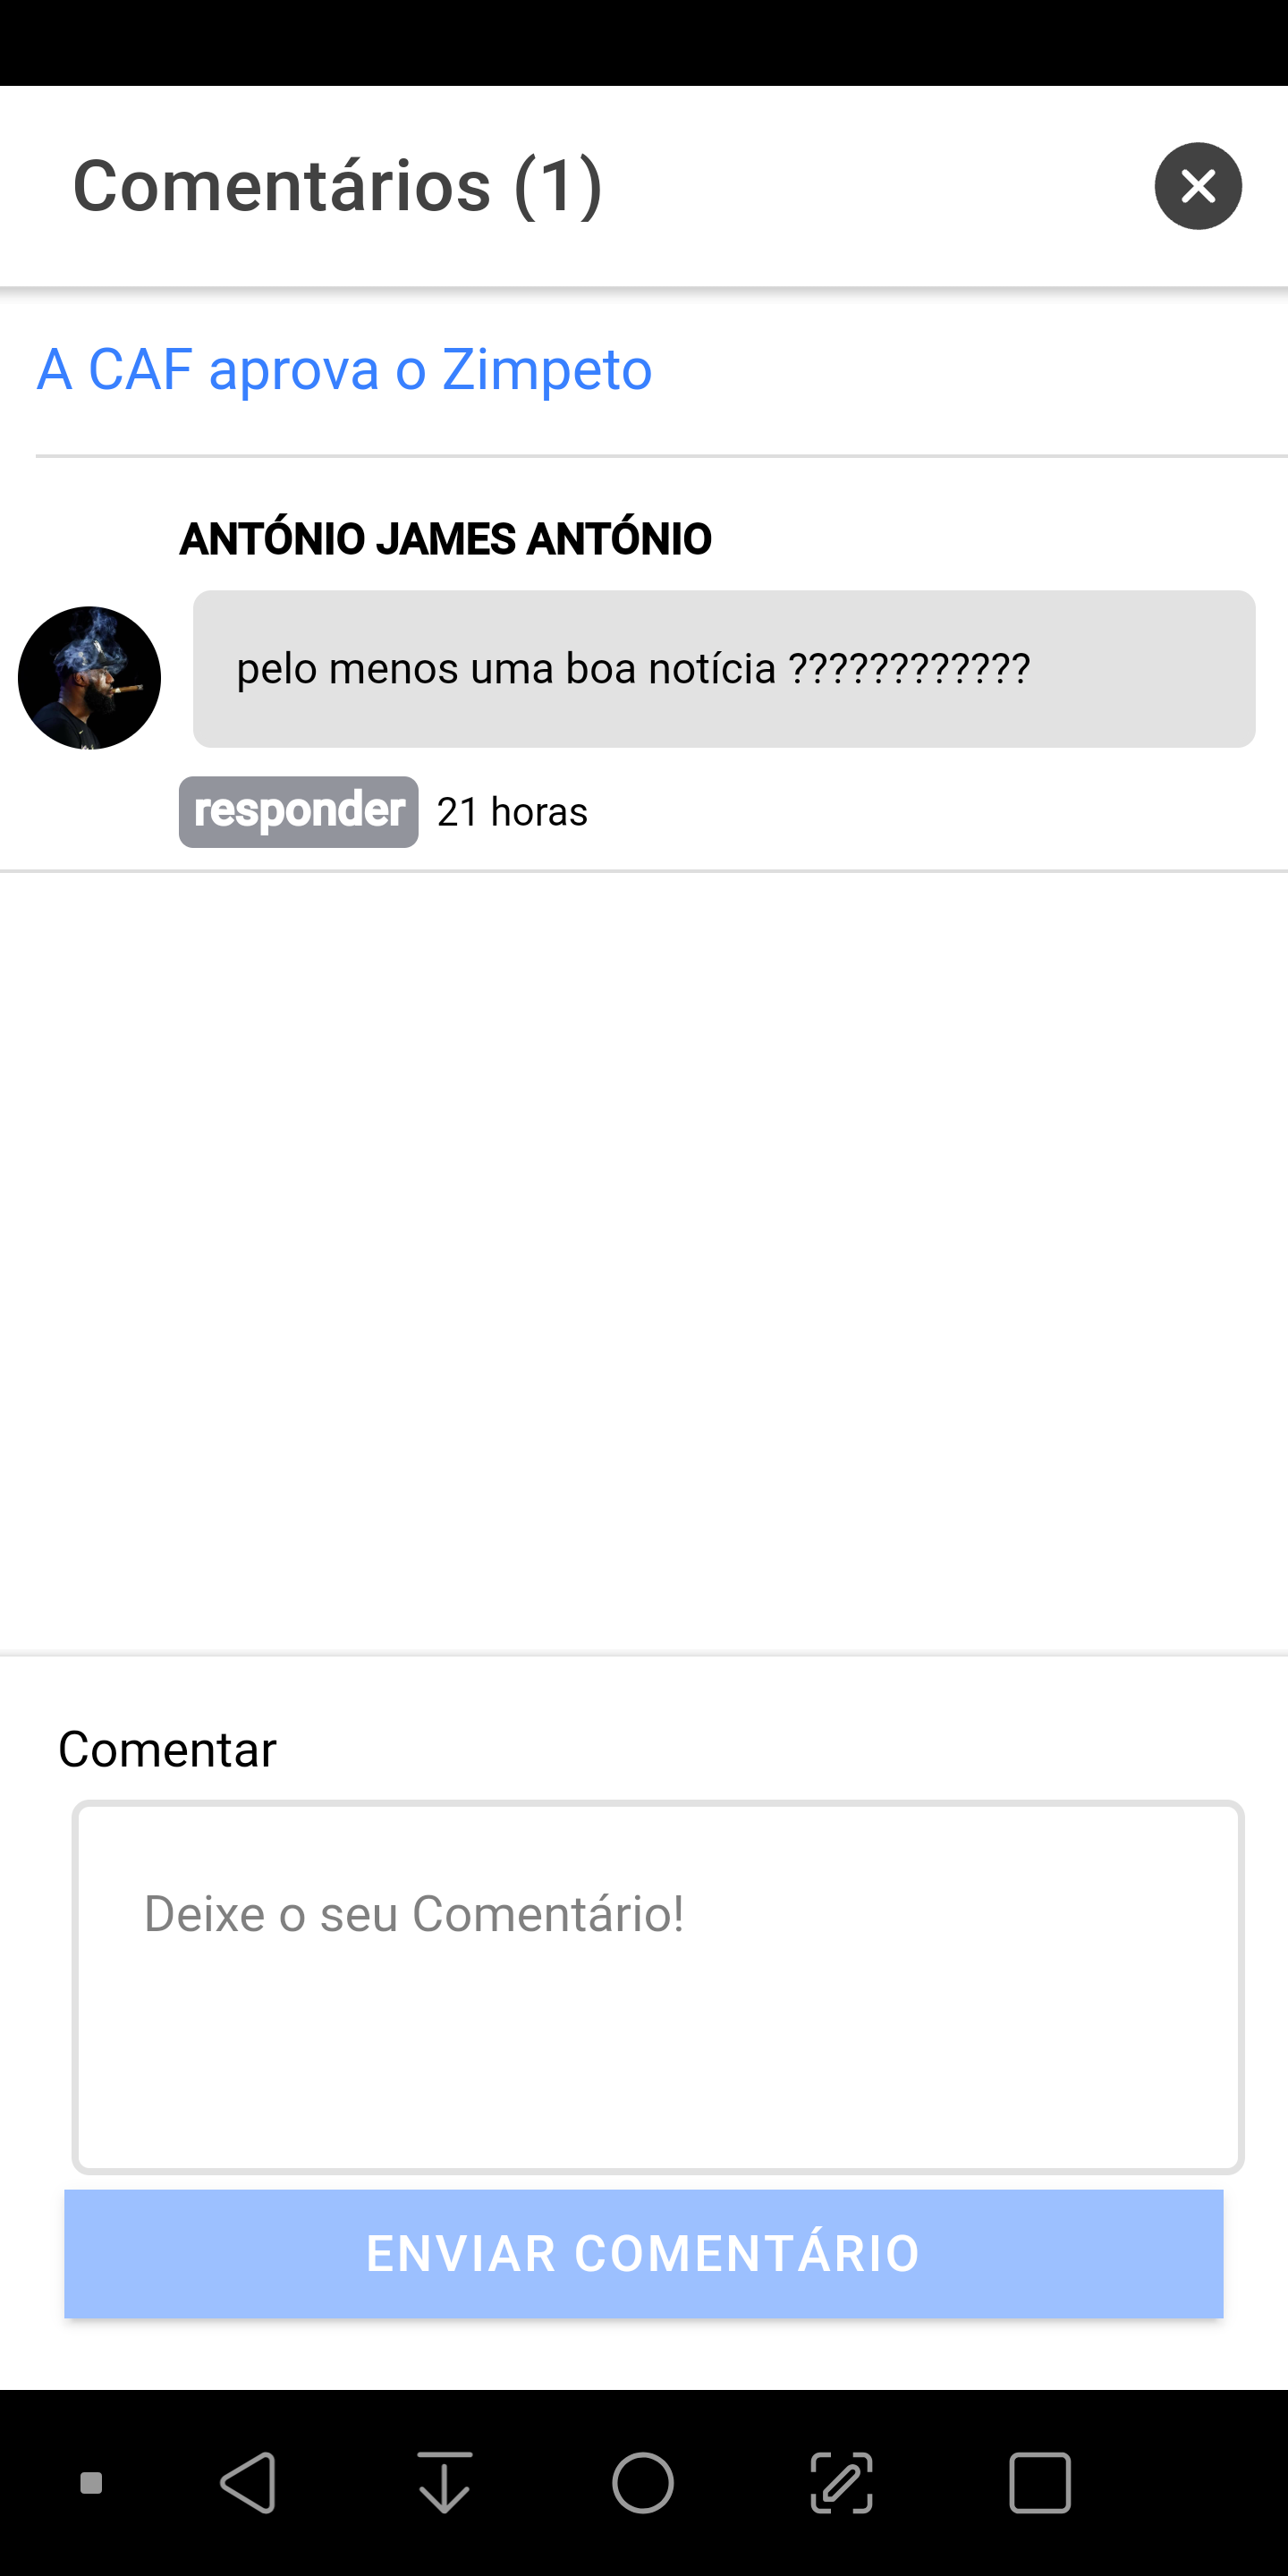 Comentários (1)
A CAF aprova o Zimpeto
ANTÓNIO JAMES ANTÓNIO
pelo menos uma boa notícia ????????????
responder 21 horas
Comentar
Deixe o seu Comentário!
ENVIAR COMENTÁRIO